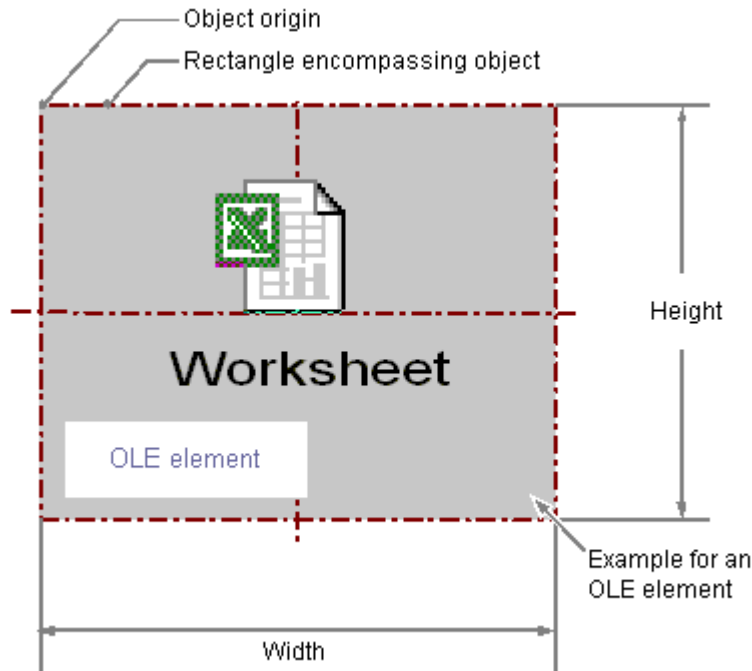 Object origin
Rectangle encompassing object
Height
Worksheet
OLE element
Example for an
OLE element
Width